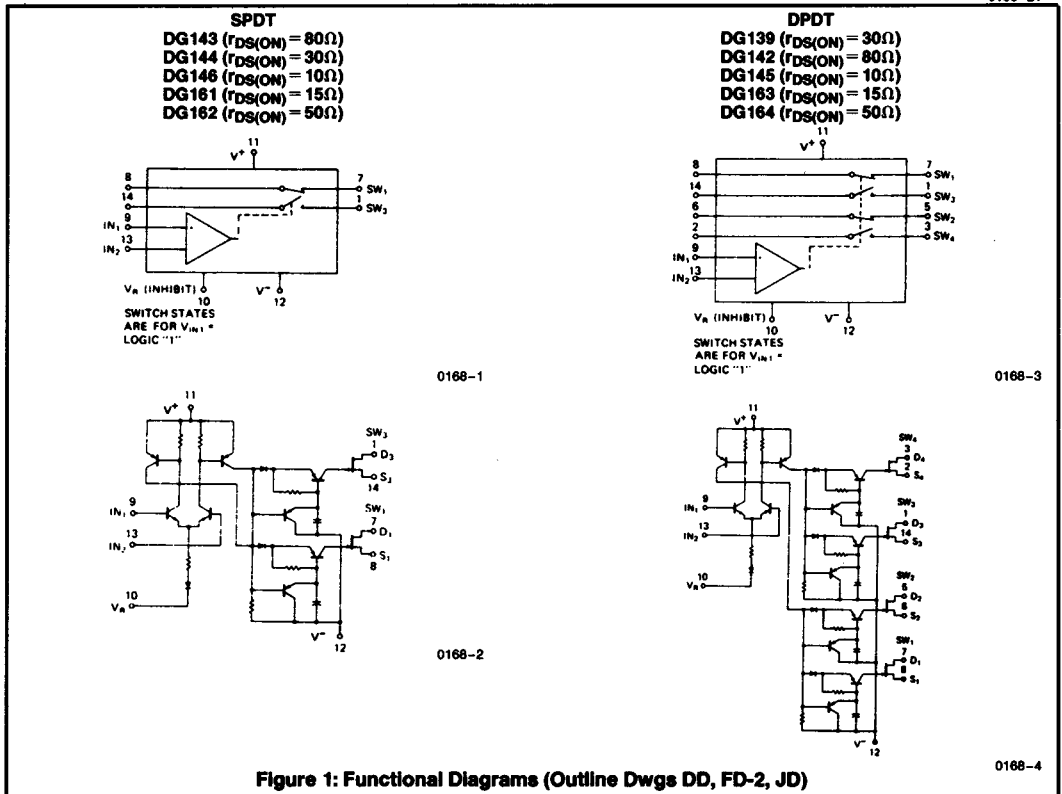 SPDT
DG143 (rDS(ON) = 80Ω)
DG144 (rDS(ON) = 30Ω)
DG146 (rDS(ON) = 10Ω)
DG161 (rDS(ON) = 15Ω)
DG162 (rDS(ON) = 50Ω)
DPDT
DG139 (rDS(ON) = 30Ω)
DG142 (rDS(ON) = 80Ω)
DG145 (rDS(ON) = 10Ω)
DG163 (rDS(ON) = 15Ω)
DG164 (rDS(ON) = 50Ω)
11
V+
8
7
SW1
14
1
SW3
9
IN1
13
IN2
VR (INHIBIT)
10
V−
12
SWITCH STATES
ARE FOR VIN1 =
LOGIC "1"
0168–1
11
V+
8
7
SW1
14
1
SW3
6
5
SW2
2
3
SW4
9
IN1
13
IN2
VR (INHIBIT)
10
V−
12
SWITCH STATES
ARE FOR VIN1 =
LOGIC "1"
0168–3
11
V+
SW3
1
D3
S3
14
9
IN1
SW1
7
D1
13
IN2
S1
8
10
VR
V−
12
0168–2
11
V+
SW4
3
D4
2
S4
9
IN1
SW3
1
D3
14
S3
13
IN2
SW2
5
D2
6
S2
10
VR
SW1
7
D1
8
S1
V−
12
0168–4
Figure 1: Functional Diagrams (Outline Dwgs DD, FD-2, JD)